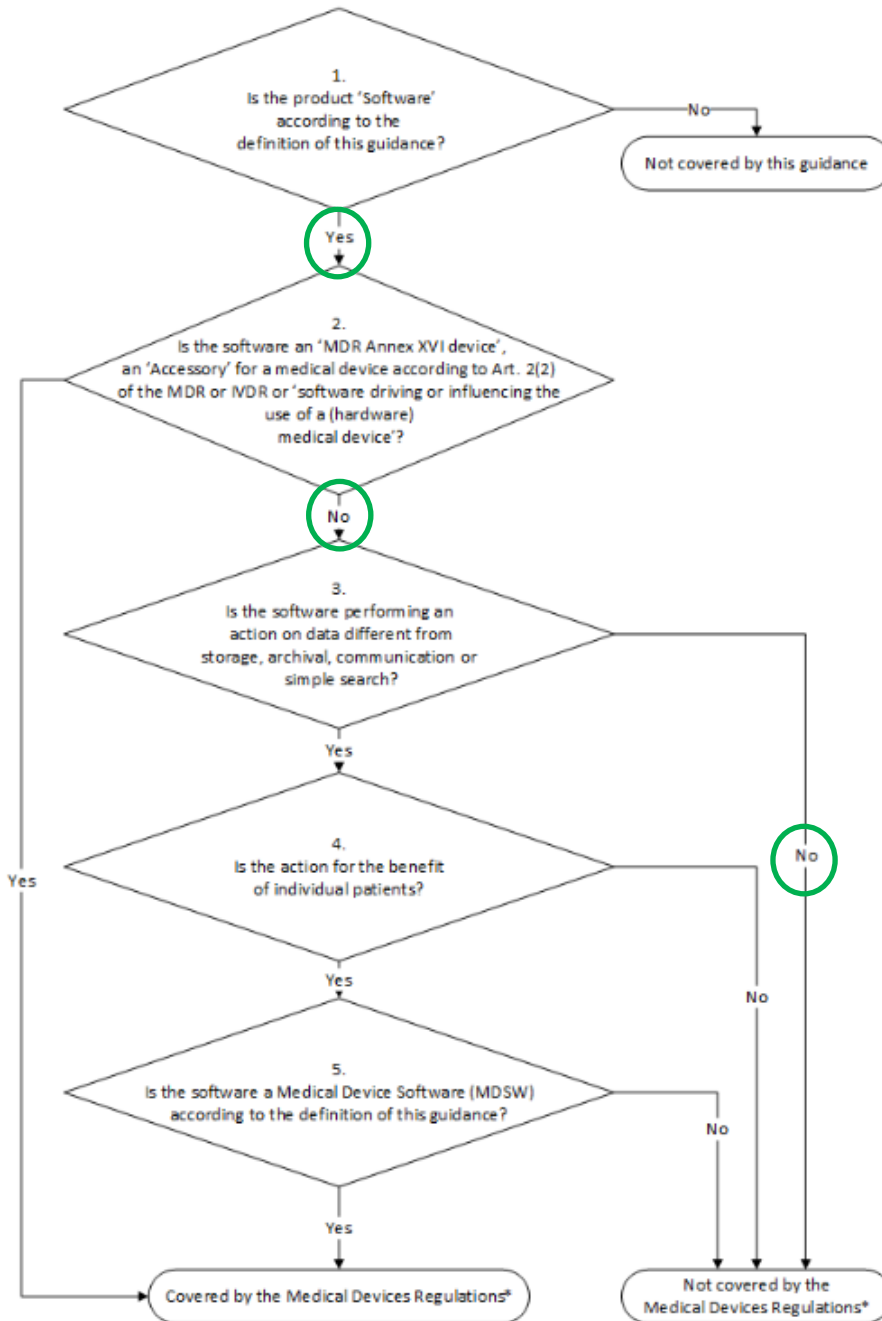 1.
Is the product ‘Software’
according to the
definition of this guidance?
No
Not covered by this guidance
Yes
2.
Is the software an ‘MDR Annex XVI device’,
an ‘Accessory’ for a medical device according to Art. 2(2)
of the MDR or IVDR or ‘software driving or influencing the
use of a (hardware)
medical device’?
No
3.
Is the software performing an
action on data different from
storage, archival, communication or
simple search?
Yes
4.
Is the action for the benefit
of individual patients?
No
Yes
Yes
No
5.
Is the software a Medical Device Software (MDSW)
according to the definition of this guidance?
No
Yes
Covered by the Medical Devices Regulations*
Not covered by the
Medical Devices Regulations*